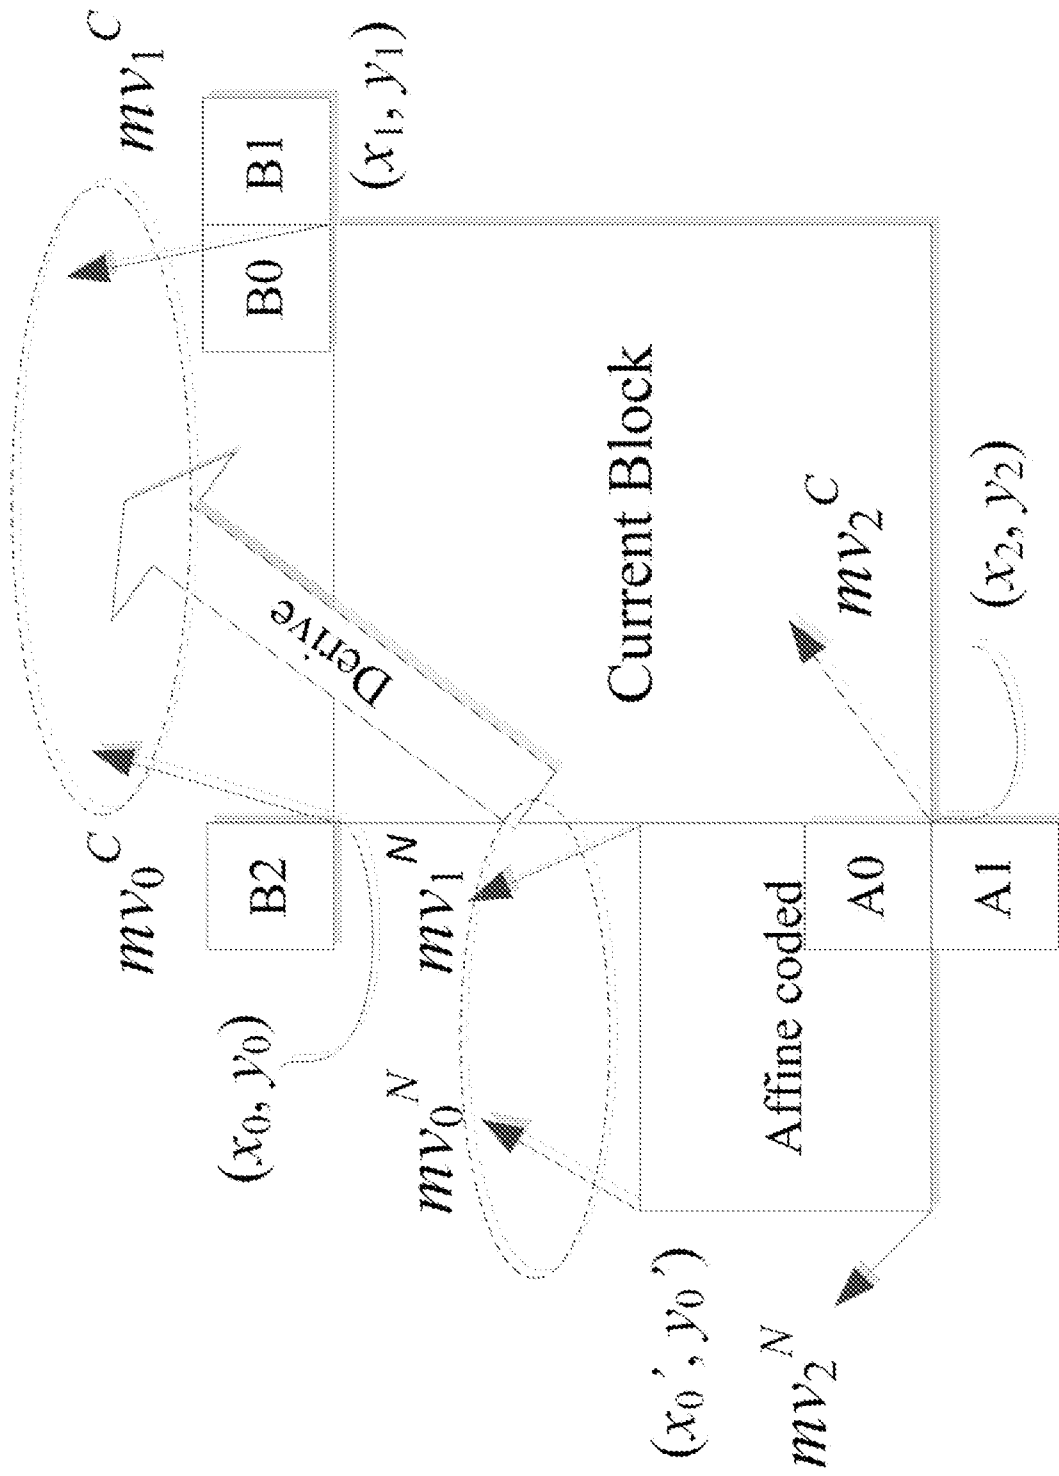 mv₀ᶜ
mv₁ᶜ
(x₀, y₀)
B2
B0
B1
Derive
(x₁, y₁)
mv₀ᴺ
mv₁ᴺ
Current Block
(x₀', y₀')
Affine coded
mv₂ᴺ
A0
mv₂ᶜ
A1
(x₂, y₂)